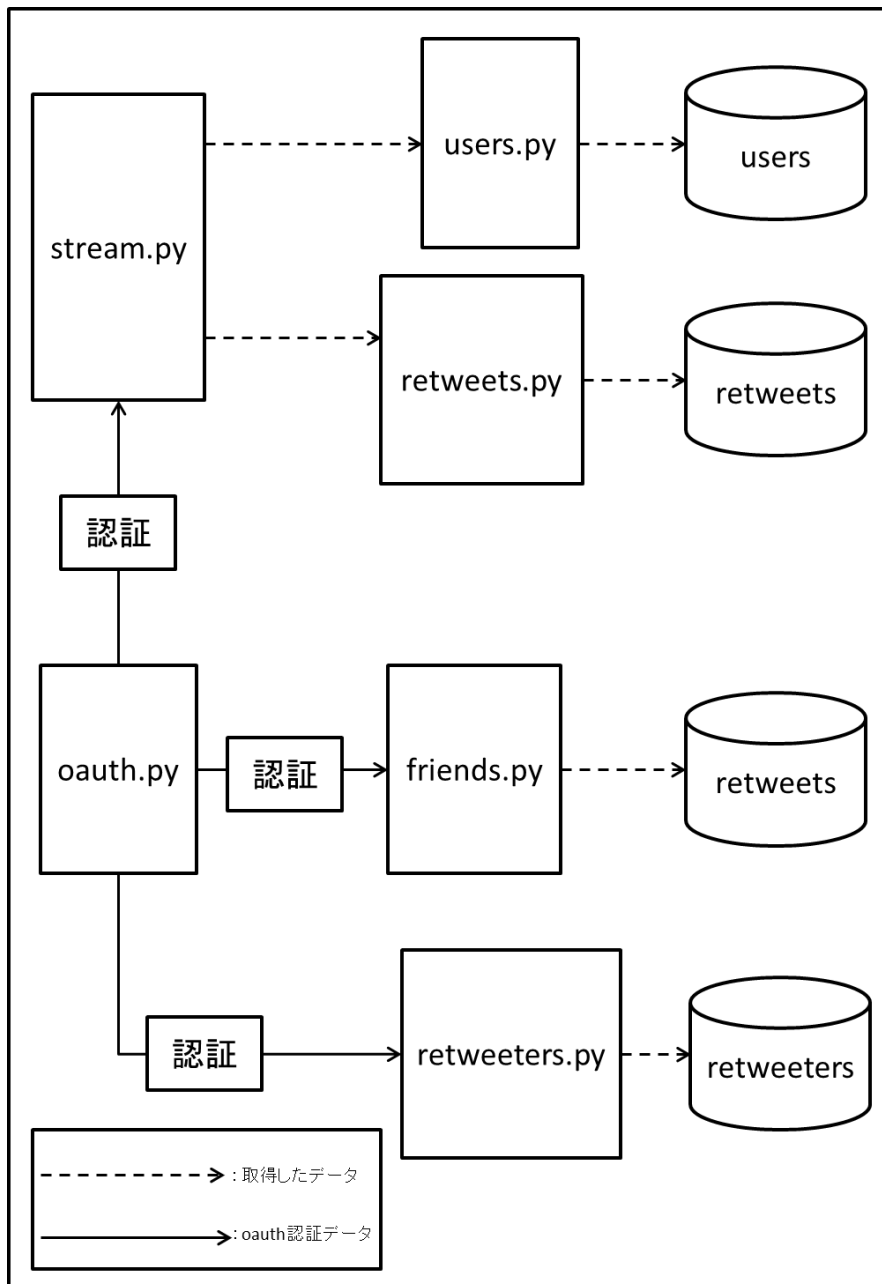 users.py
users
stream.py
retweets.py
retweets
認証
oauth.py
認証
friends.py
retweets
認証
retweeters.py
retweeters
：取得したデータ
：oauth認証データ